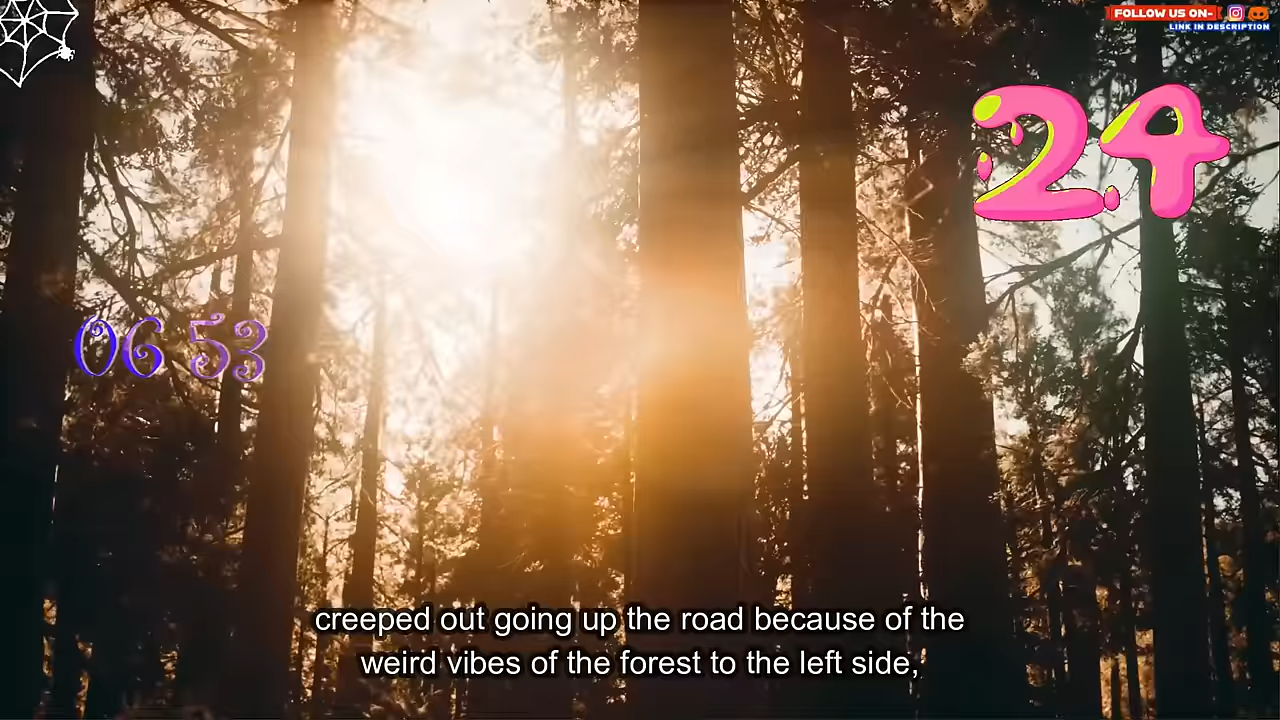 FOLLOW US ON-
LINK IN DESCRIPTION
24
06 53
creeped out going up the road because of the
weird vibes of the forest to the left side,